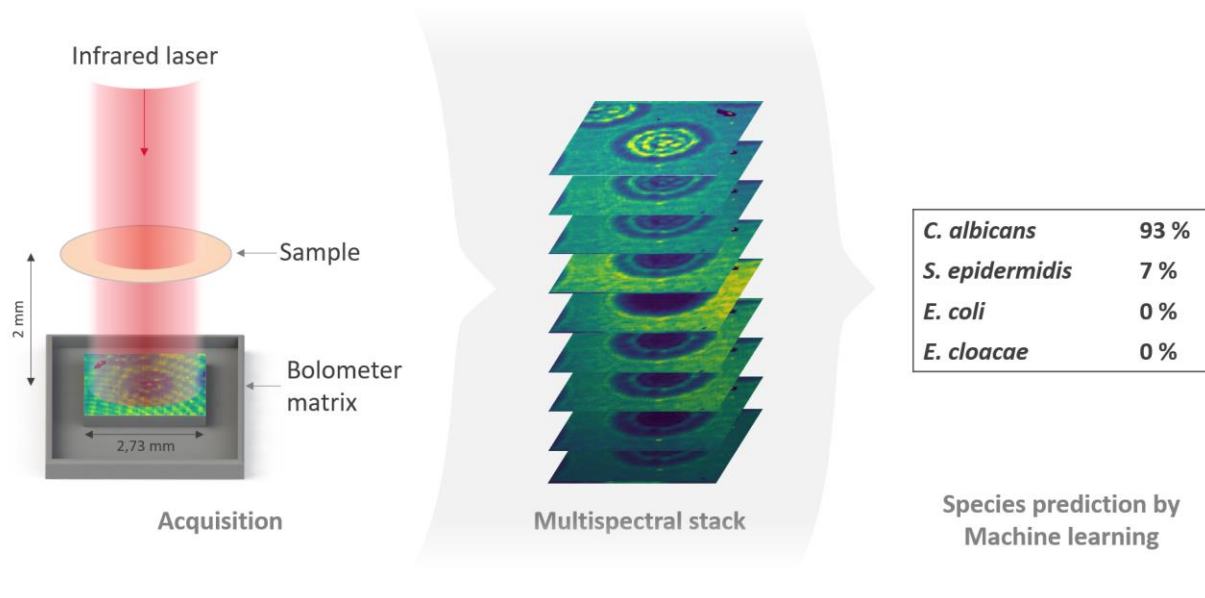 Infrared laser
Sample
2 mm
Bolometer
matrix
2,73 mm
Acquisition
Multispectral stack
C. albicans 93 %
S. epidermidis 7 %
E. coli 0 %
E. cloacae 0 %
Species prediction by
Machine learning